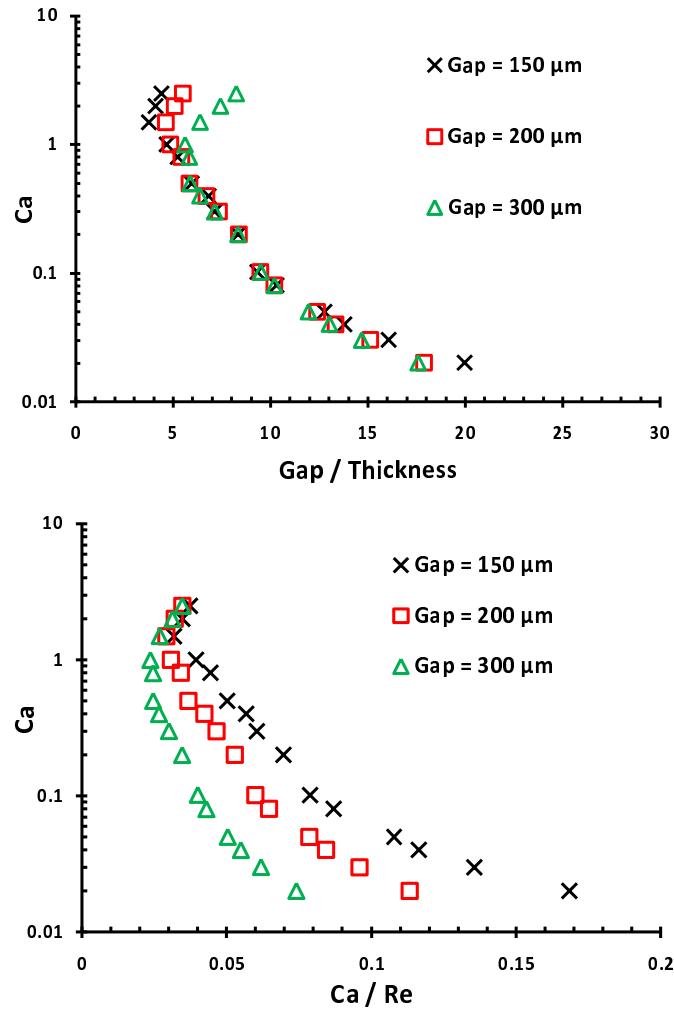 10
Gap = 150 µm
Gap = 200 µm
1
Gap = 300 µm
Ca
0.1
0.01
0 5 10 15 20 25 30
Gap / Thickness
10
Gap = 150 µm
Gap = 200 µm
1
Gap = 300 µm
Ca
0.1
0.01
0 0.05 0.1 0.15 0.2
Ca / Re